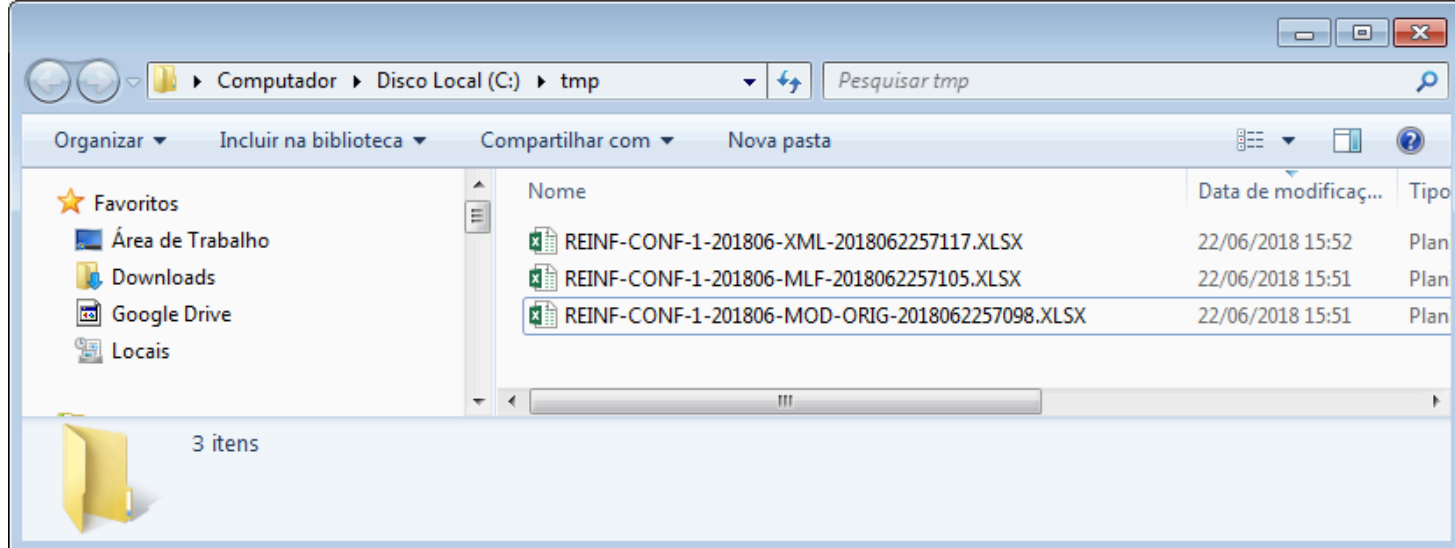 Computador Disco Local (C:) tmp Pesquisar tmp
Organizar Incluir na biblioteca Compartilhar com Nova pasta
Favoritos
Área de Trabalho
Downloads
Google Drive
Locais
Nome Data de modificaç... Tipo
REINF-CONF-1-201806-XML-2018062257117.XLSX 22/06/2018 15:52 Plan
REINF-CONF-1-201806-MLF-2018062257105.XLSX 22/06/2018 15:51 Plan
REINF-CONF-1-201806-MOD-ORIG-2018062257098.XLSX 22/06/2018 15:51 Plan
3 itens